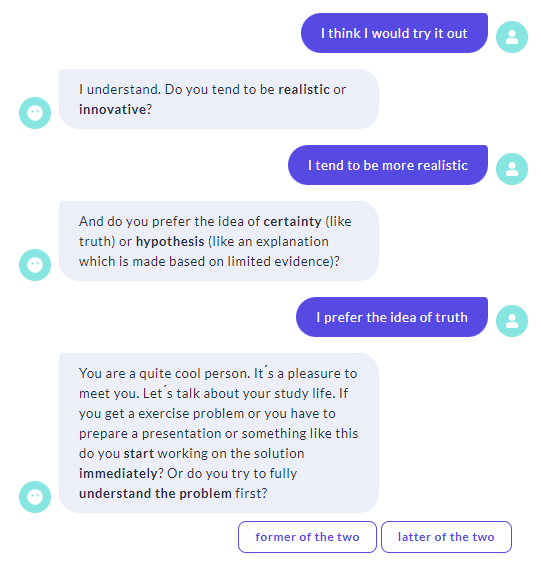 I think I would try it out
I understand. Do you tend to be realistic or
innovative?
I tend to be more realistic
And do you prefer the idea of certainty (like
truth) or hypothesis (like an explanation
which is made based on limited evidence)?
I prefer the idea of truth
You are a quite cool person. It´s a pleasure to
meet you. Let´s talk about your study life. If
you get a exercise problem or you have to
prepare a presentation or something like this
do you start working on the solution
immediately? Or do you try to fully
understand the problem first?
former of the two
latter of the two